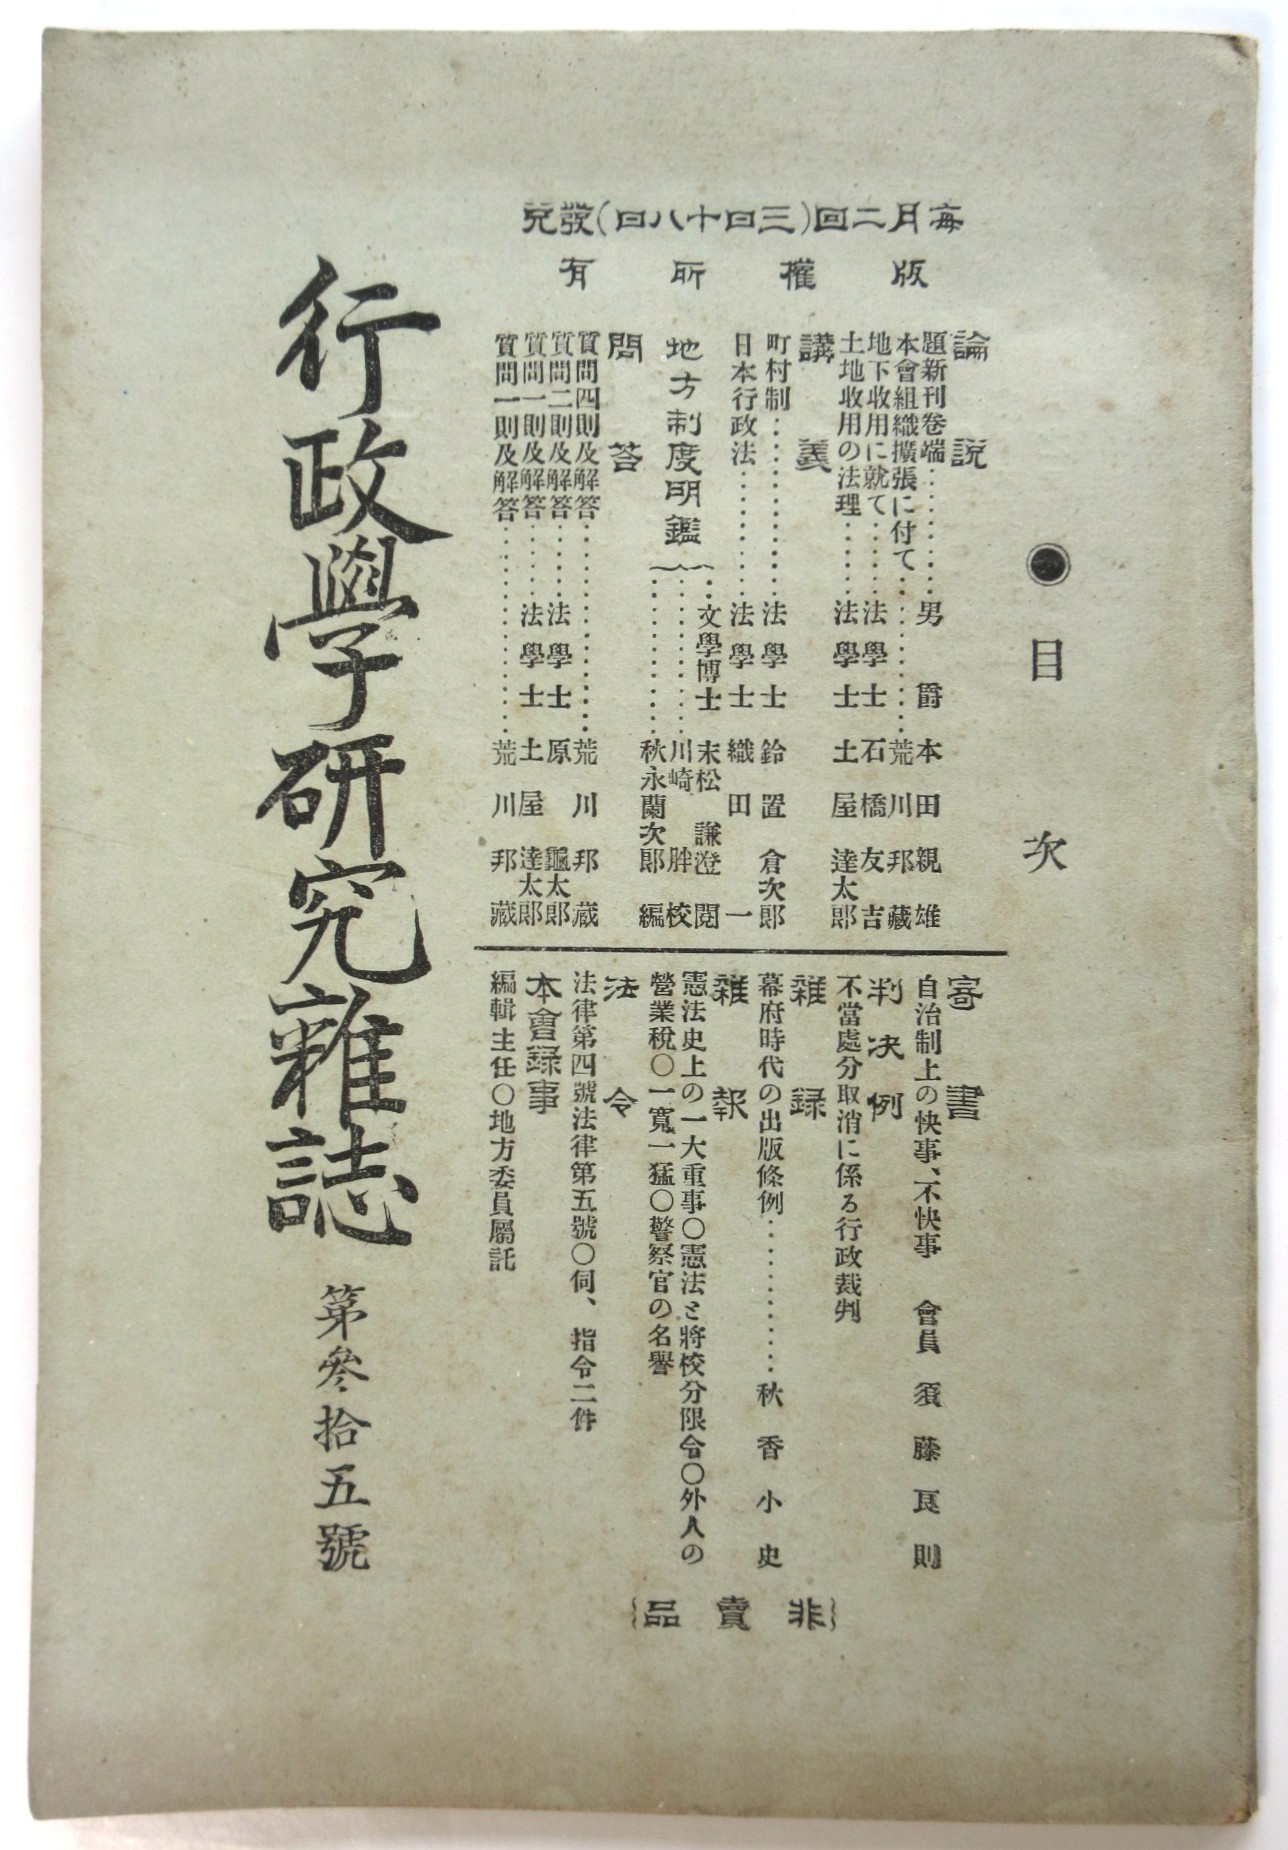 毎月二回(三日十八日)發兌
版權所有
●目次
論說
題新刊卷端………男爵 本田親雄
本會組織擴張に付て………荒川邦藏
地下收用に就て………法學士 石橋友吉
土地收用の法理………法學士 土屋達太郎
講義
町村制………法學士 鈴置倉次郎
日本行政法………法學士 織田一
地方制度明鑑
………文學博士 末松謙澄 閱
………川崎胖 校
………秋永蘭次郎 編
問答
質問四則及解答………荒川邦藏
質問二則及解答………法學士 原龜太郎
質問一則及解答………法學士 土屋達太郎
質問一則及解答………荒川邦藏
寄書
自治制上の快事、不快事 會員 須藤良則
判決例
不當處分取消に係る行政裁判
雜錄
幕府時代の出版條例………秋香小史
雜報
憲法史上の一大重事○憲法と將校分限令○外人の
營業稅○一寬一猛○警察官の名譽
法令
法律第四號法律第五號○伺、指令二件
本會錄事
編輯主任○地方委員屬託
非賣品
行政學研究雜誌 第參拾五號